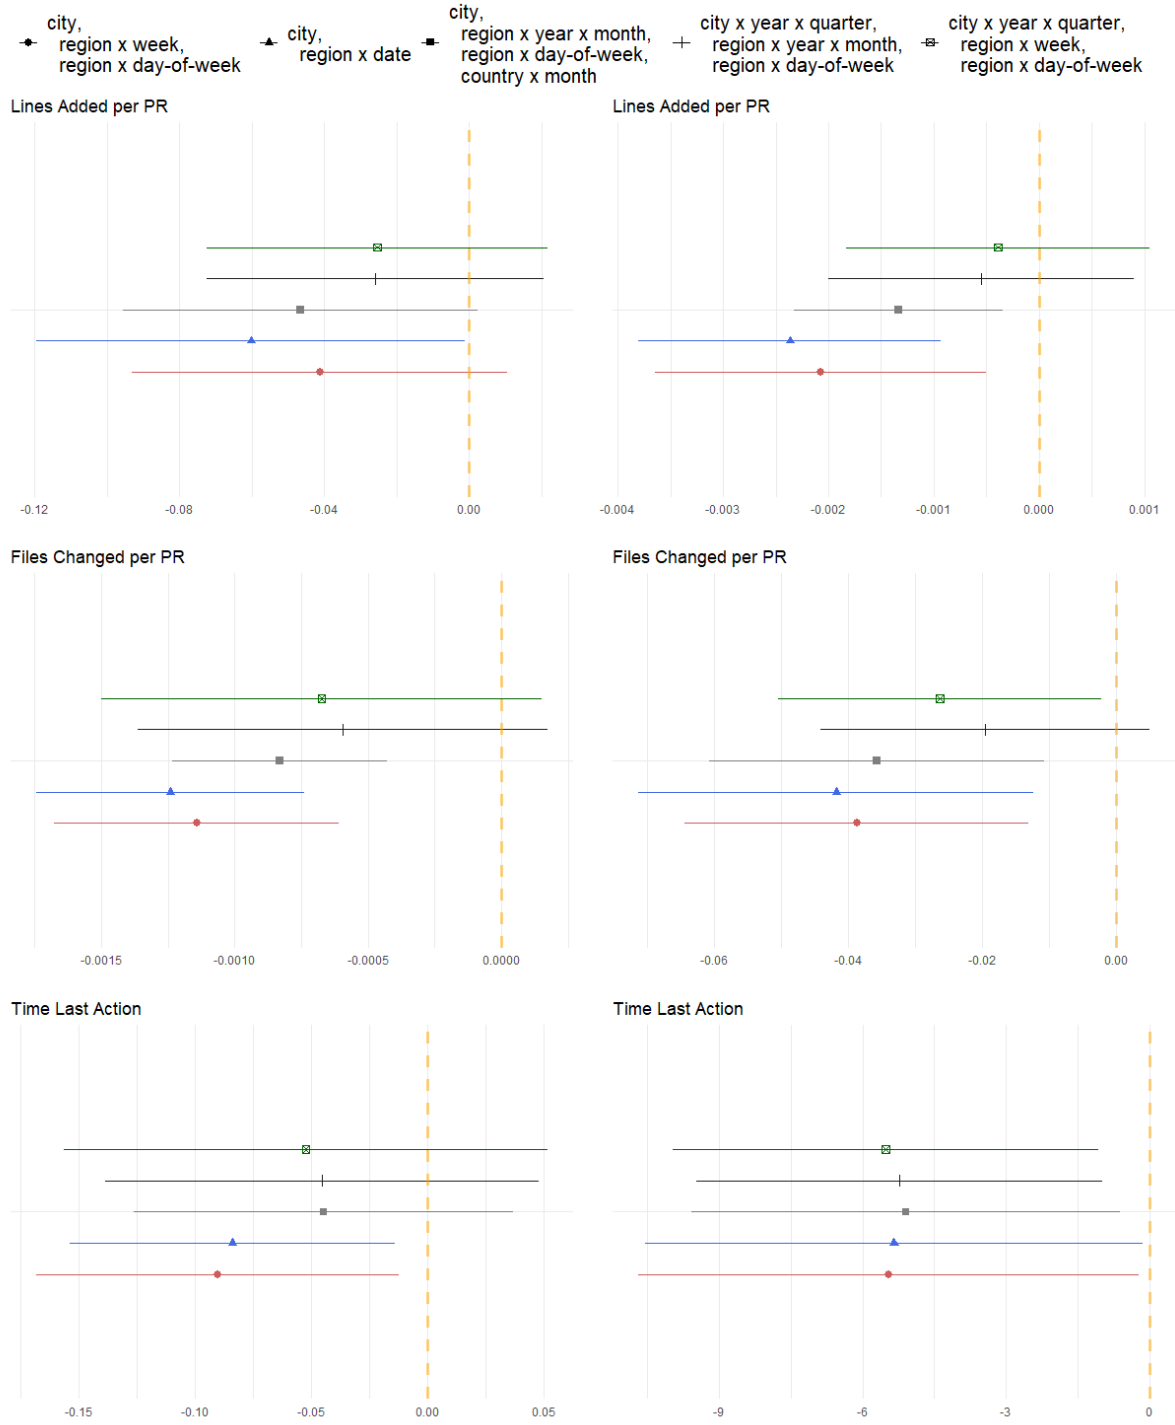 city,
region x week,
region x day-of-week
city,
region x date
city,
region x year x month,
region x day-of-week,
country x month
city x year x quarter,
region x year x month,
region x day-of-week
city x year x quarter,
region x week,
region x day-of-week
Lines Added per PR
-0.12 -0.08 -0.04 0.00
Lines Added per PR
-0.004 -0.003 -0.002 -0.001 0.000 0.001
Files Changed per PR
-0.0015 -0.0010 -0.0005 0.0000
Files Changed per PR
-0.06 -0.04 -0.02 0.00
Time Last Action
-0.15 -0.10 -0.05 0.00 0.05
Time Last Action
-9 -6 -3 0